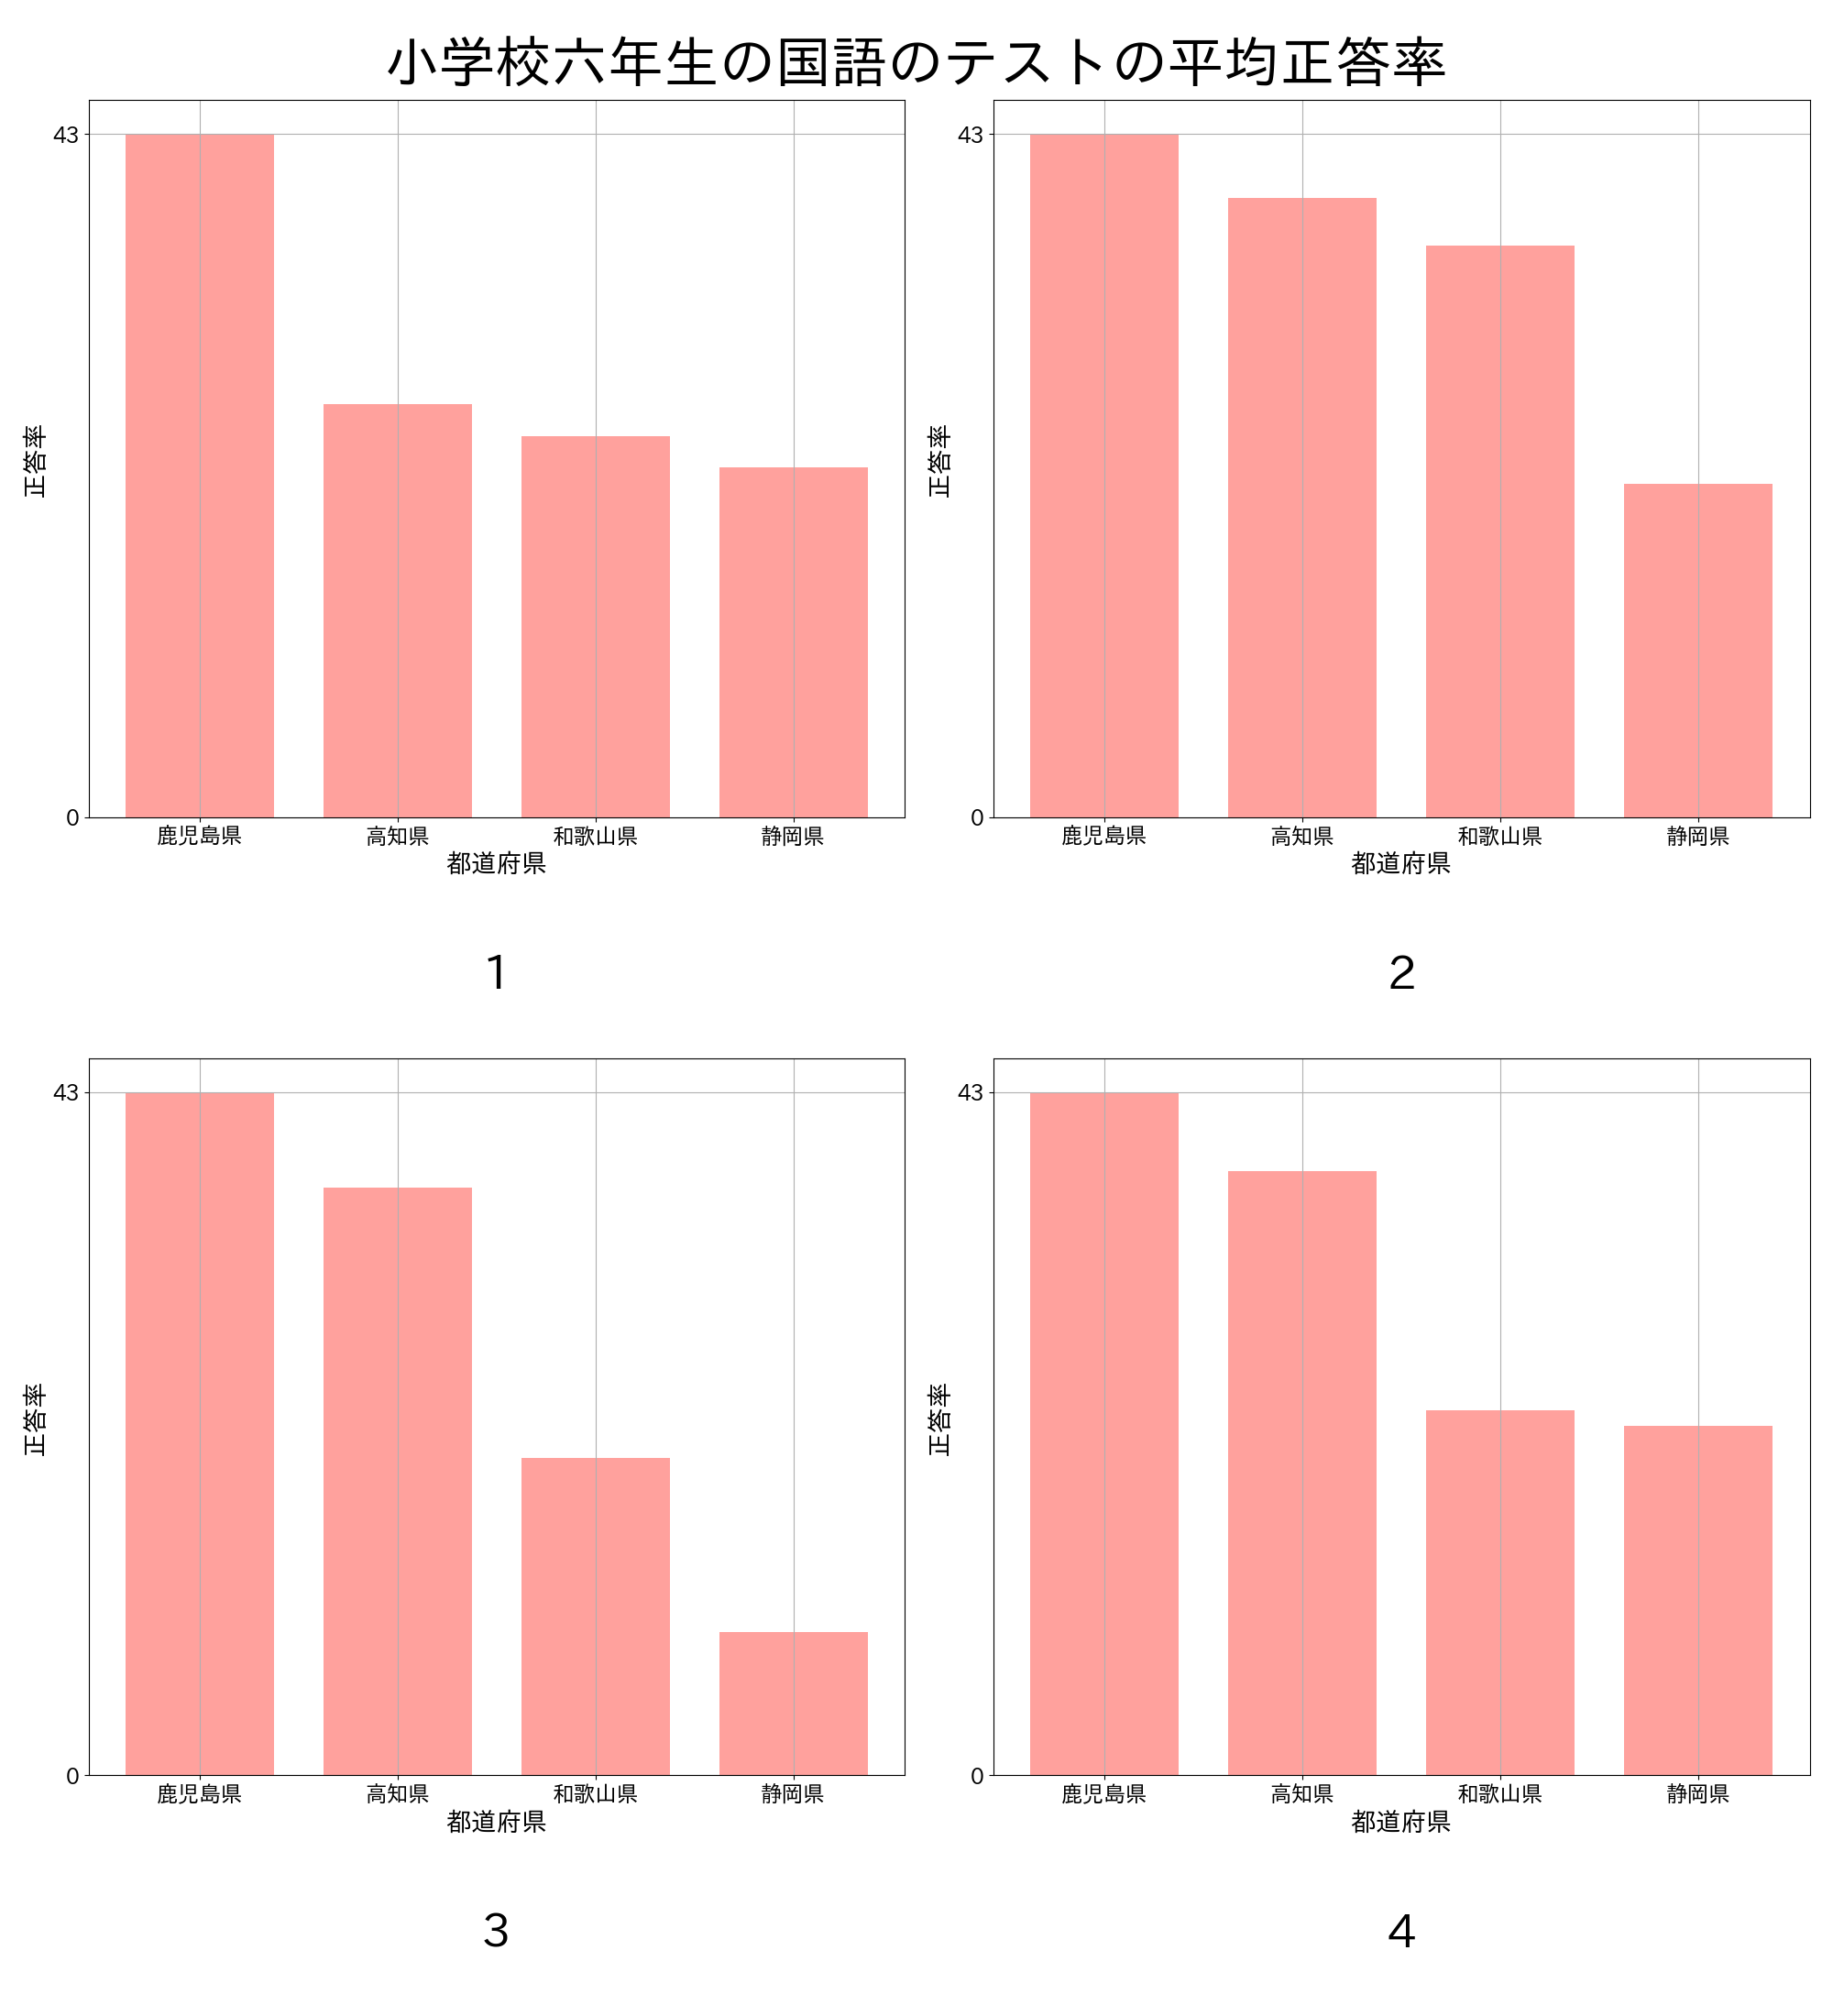 小学校六年生の国語のテストの平均正答率
43
0
正答率
鹿児島県 高知県 和歌山県 静岡県
都道府県
1
43
0
正答率
鹿児島県 高知県 和歌山県 静岡県
都道府県
2
43
0
正答率
鹿児島県 高知県 和歌山県 静岡県
都道府県
3
43
0
正答率
鹿児島県 高知県 和歌山県 静岡県
都道府県
4